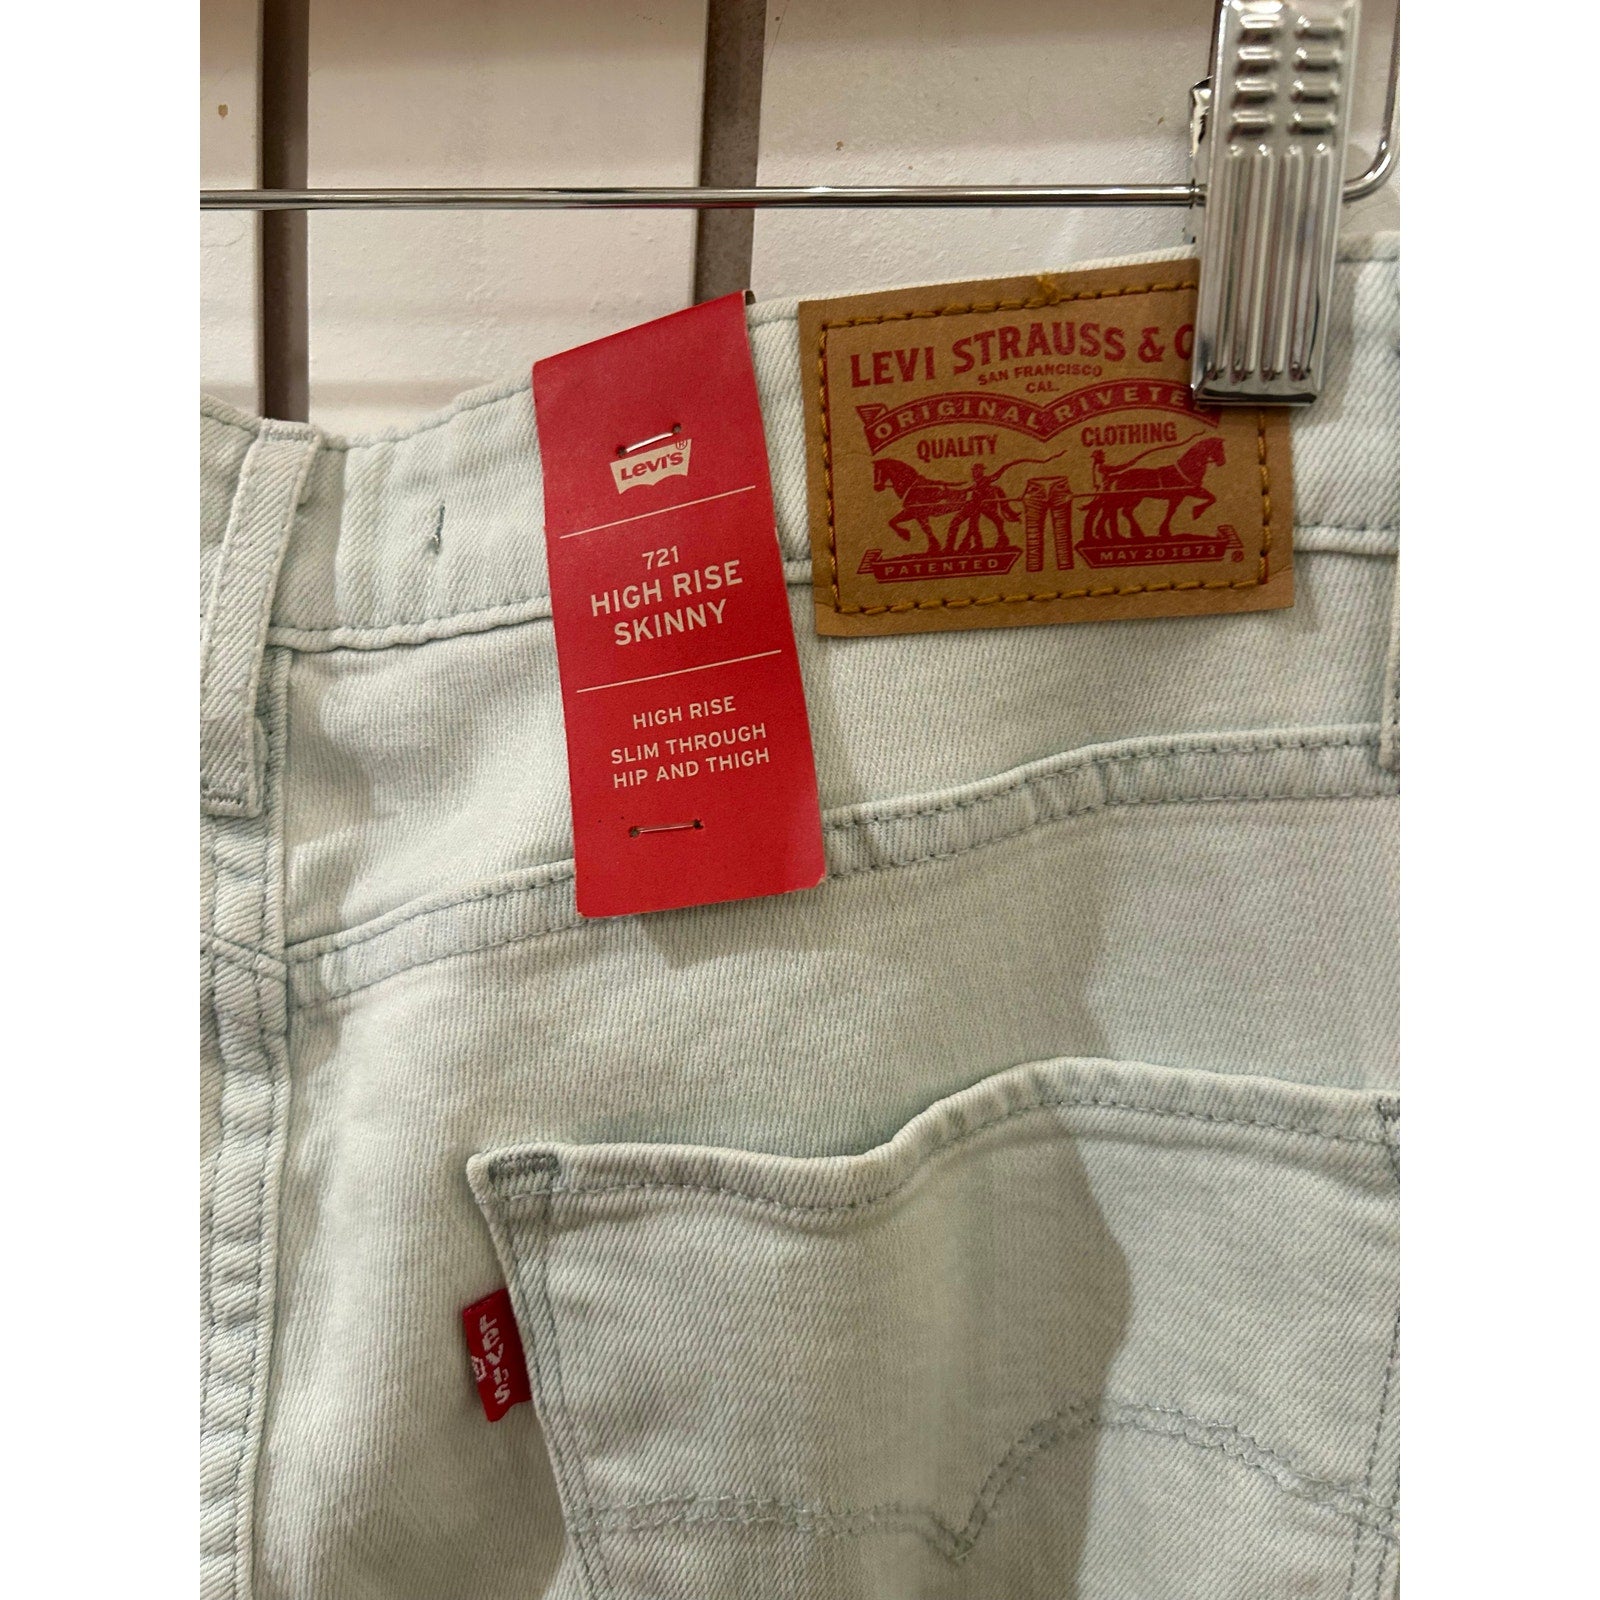 LEVI'S®
721
HIGH RISE
SKINNY
HIGH RISE
SLIM THROUGH
HIP AND THIGH
LEVI STRAUSS &
SAN FRANCISCO
CAL.
ORIGINAL RIVETE
QUALITY CLOTHING
PATENTED MAY 20 1873 ®
LEVI'S